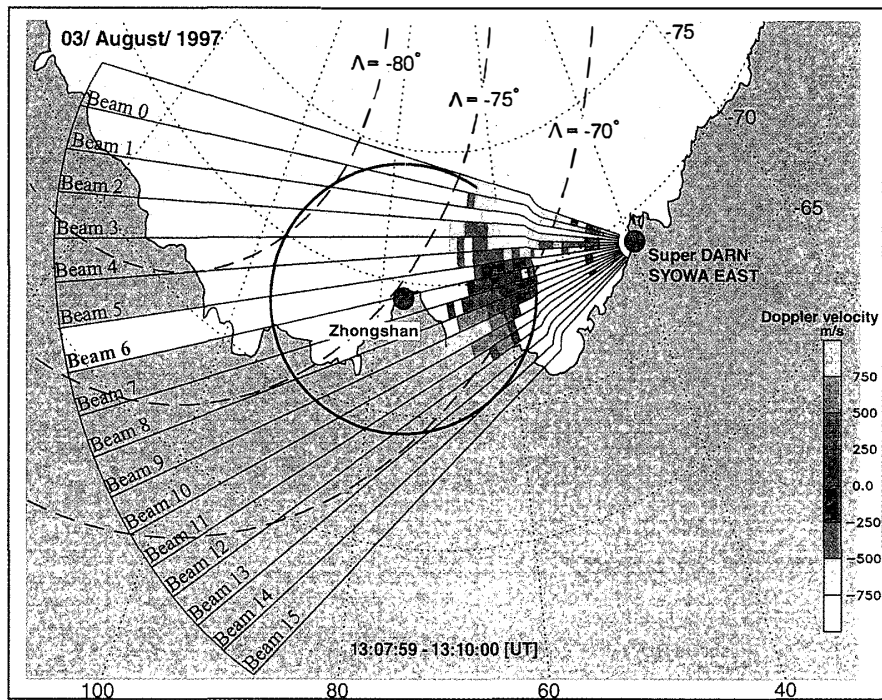 03/ August/ 1997
Λ = -80°
-75
Λ = -75°
Λ = -70°
-70
-65
Beam 0
Beam 1
Beam 2
Beam 3
Beam 4
Beam 5
Beam 6
Beam 7
Beam 8
Beam 9
Beam 10
Beam 11
Beam 12
Beam 13
Beam 14
Beam 15
Super DARN
SYOWA EAST
Zhongshan
Doppler velocity
m/s
750
500
250
0.0
-250
-500
-750
13:07:59 - 13:10:00 [UT]
100
80
60
40